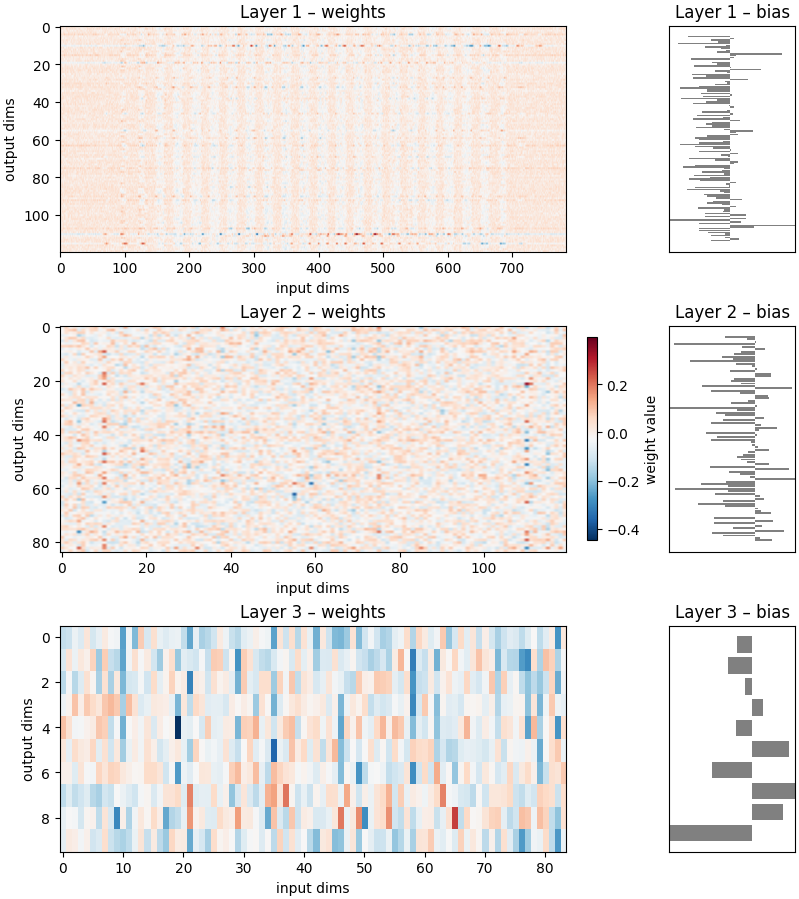 Layer 1 – weights
Layer 1 – bias
0
20
40
60
80
100
output dims
0 100 200 300 400 500 600 700
input dims
Layer 2 – weights
Layer 2 – bias
0
20
40
60
80
output dims
0 20 40 60 80 100
input dims
0.2
0.0
−0.2
−0.4
weight value
Layer 3 – weights
Layer 3 – bias
0
2
4
6
8
output dims
0 10 20 30 40 50 60 70 80
input dims